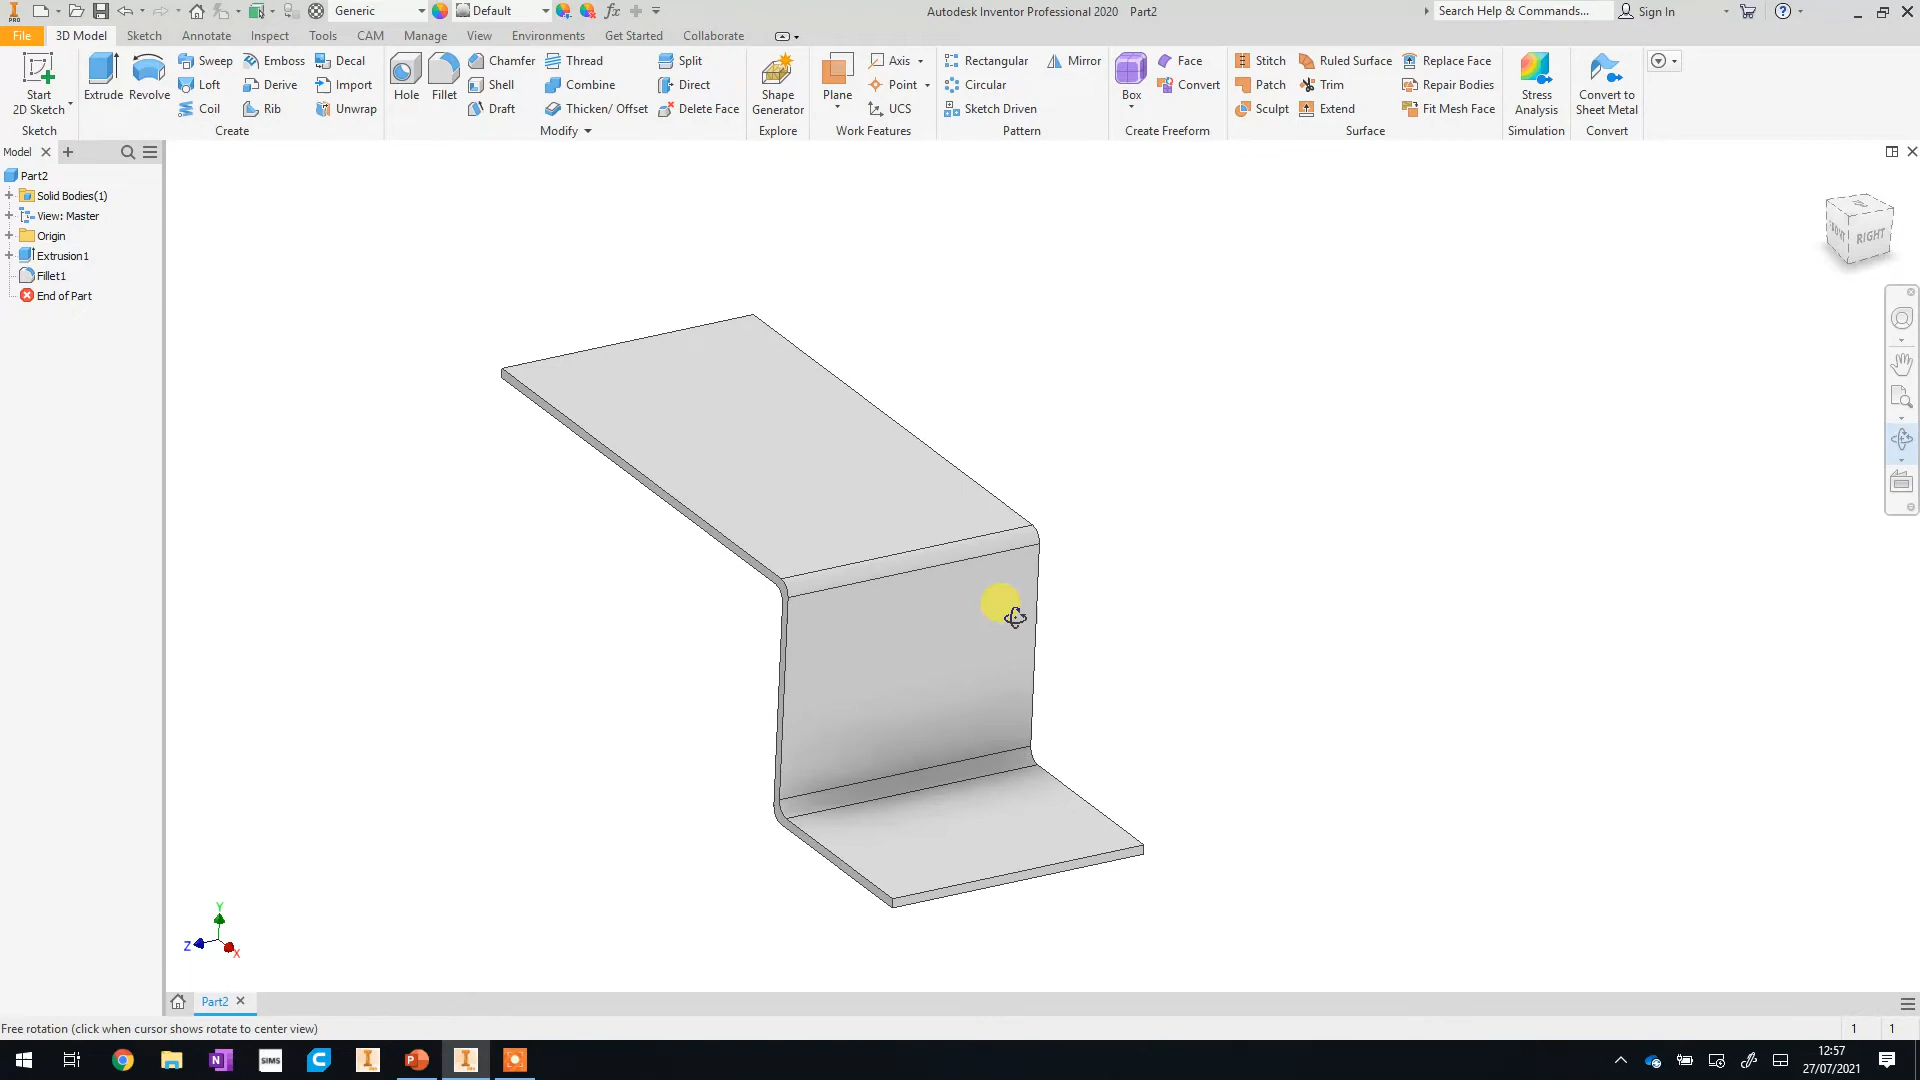 Generic
Default
Autodesk Inventor Professional 2020 Part2
Search Help & Commands...
Sign In
File 3D Model Sketch Annotate Inspect Tools CAM Manage View Environments Get Started Collaborate
Start
2D Sketch
Sketch
Extrude Revolve
Sweep Emboss Decal
Loft Derive Import
Coil Rib Unwrap
Create
Hole Fillet
Chamfer Thread Split
Shell Combine Direct
Draft Thicken/ Offset Delete Face
Modify
Shape
Generator
Explore
Plane
Axis
Point
UCS
Work Features
Rectangular Mirror
Circular
Sketch Driven
Pattern
Box
Face
Convert
Create Freeform
Stitch Ruled Surface Replace Face
Patch Trim Repair Bodies
Sculpt Extend Fit Mesh Face
Surface
Stress
Analysis
Simulation
Convert to
Sheet Metal
Convert
Model
Part2
Solid Bodies(1)
View: Master
Origin
Extrusion1
Fillet1
End of Part
RIGHT
Y
Z
X
Part2
Free rotation (click when cursor shows rotate to center view)
1 1
SIMS
12:57
27/07/2021